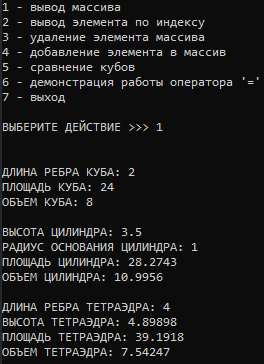 1 - вывод массива
2 - вывод элемента по индексу
3 - удаление элемента массива
4 - добавление элемента в массив
5 - сравнение кубов
6 - демонстрация работы оператора '='
7 - выход
ВЫБЕРИТЕ ДЕЙСТВИЕ >>> 1
ДЛИНА РЕБРА КУБА: 2
ПЛОЩАДЬ КУБА: 24
ОБЪЕМ КУБА: 8
ВЫСОТА ЦИЛИНДРА: 3.5
РАДИУС ОСНОВАНИЯ ЦИЛИНДРА: 1
ПЛОЩАДЬ ЦИЛИНДРА: 28.2743
ОБЪЕМ ЦИЛИНДРА: 10.9956
ДЛИНА РЕБРА ТЕТРАЭДРА: 4
ВЫСОТА ТЕТРАЭДРА: 4.89898
ПЛОЩАДЬ ТЕТРАЭДРА: 39.1918
ОБЪЕМ ТЕТРАЭДРА: 7.54247